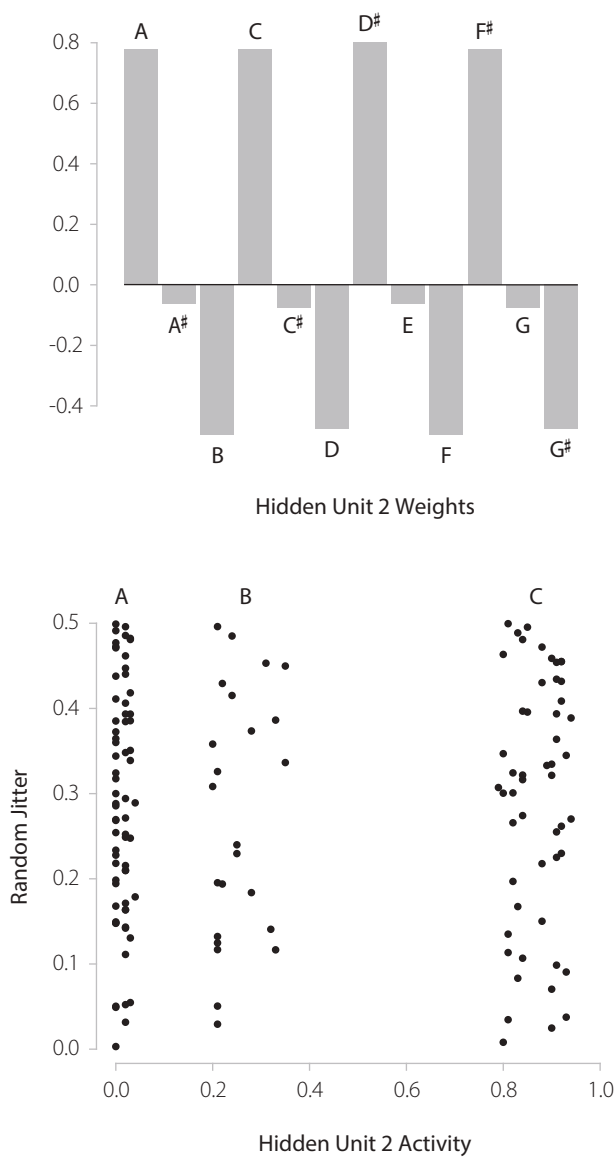 A C D♯ F♯
0.8
0.6
0.4
0.2
0.0
-0.2
-0.4
A♯ C♯ E G
B D F G♯
Hidden Unit 2 Weights
A B C
0.5
0.4
0.3
0.2
0.1
0.0
Random Jitter
0.0 0.2 0.4 0.6 0.8 1.0
Hidden Unit 2 Activity